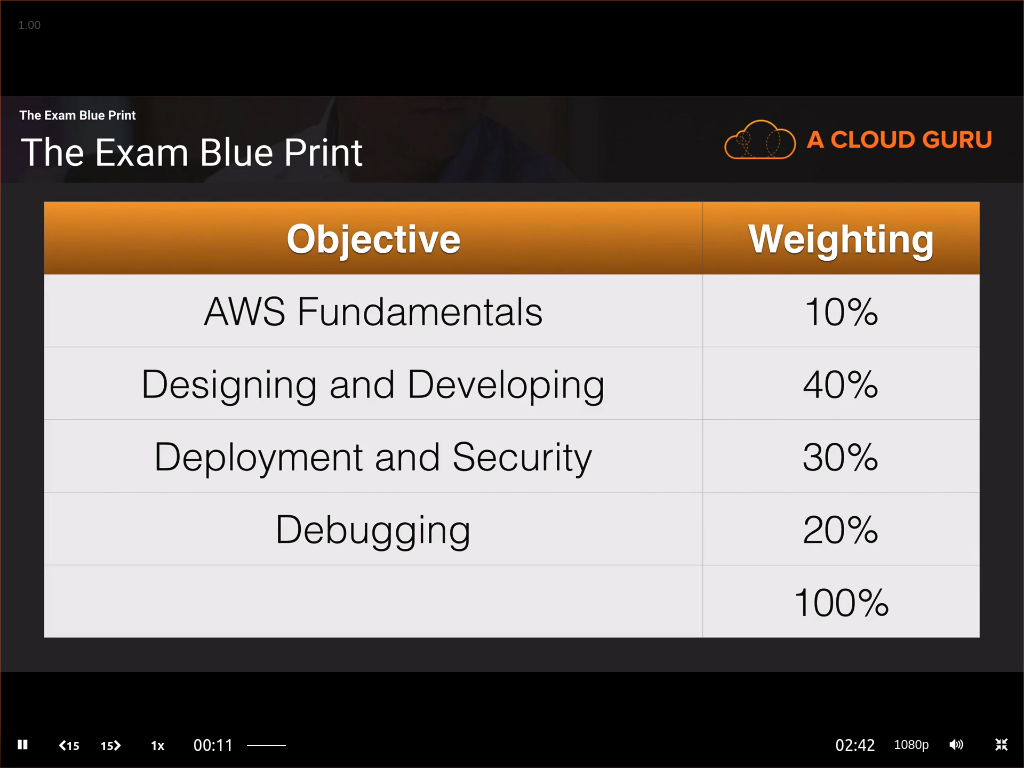 1.00
The Exam Blue Print
The Exam Blue Print
A CLOUD GURU
Objective Weighting
AWS Fundamentals 10%
Designing and Developing 40%
Deployment and Security 30%
Debugging 20%
100%
15 15 1x 00:11 02:42 1080p